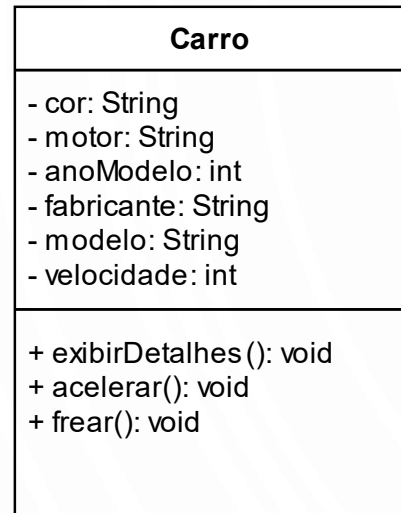 Carro
- cor: String
- motor: String
- anoModelo: int
- fabricante: String
- modelo: String
- velocidade: int
+ exibirDetalhes(): void
+ acelerar(): void
+ frear(): void